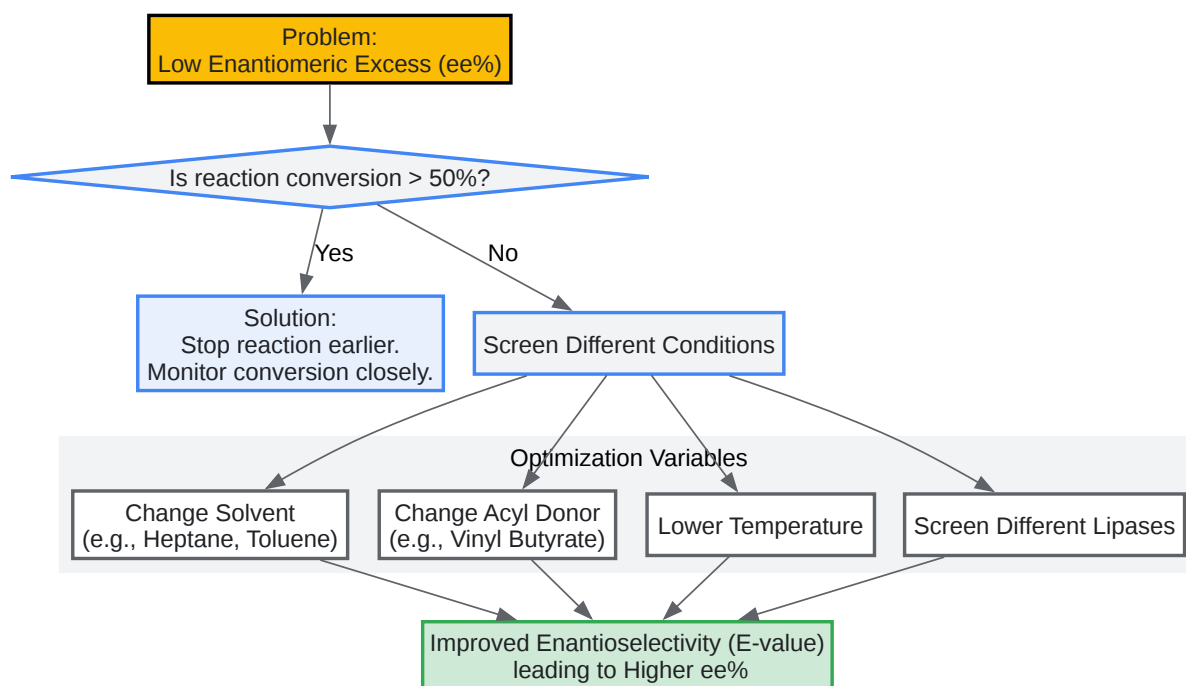 Problem:
Low Enantiomeric Excess (ee%)
Is reaction conversion > 50%?
Yes
No
Solution:
Stop reaction earlier.
Monitor conversion closely.
Screen Different Conditions
Optimization Variables
Change Solvent
(e.g., Heptane, Toluene)
Change Acyl Donor
(e.g., Vinyl Butyrate)
Lower Temperature
Screen Different Lipases
Improved Enantioselectivity (E-value)
leading to Higher ee%